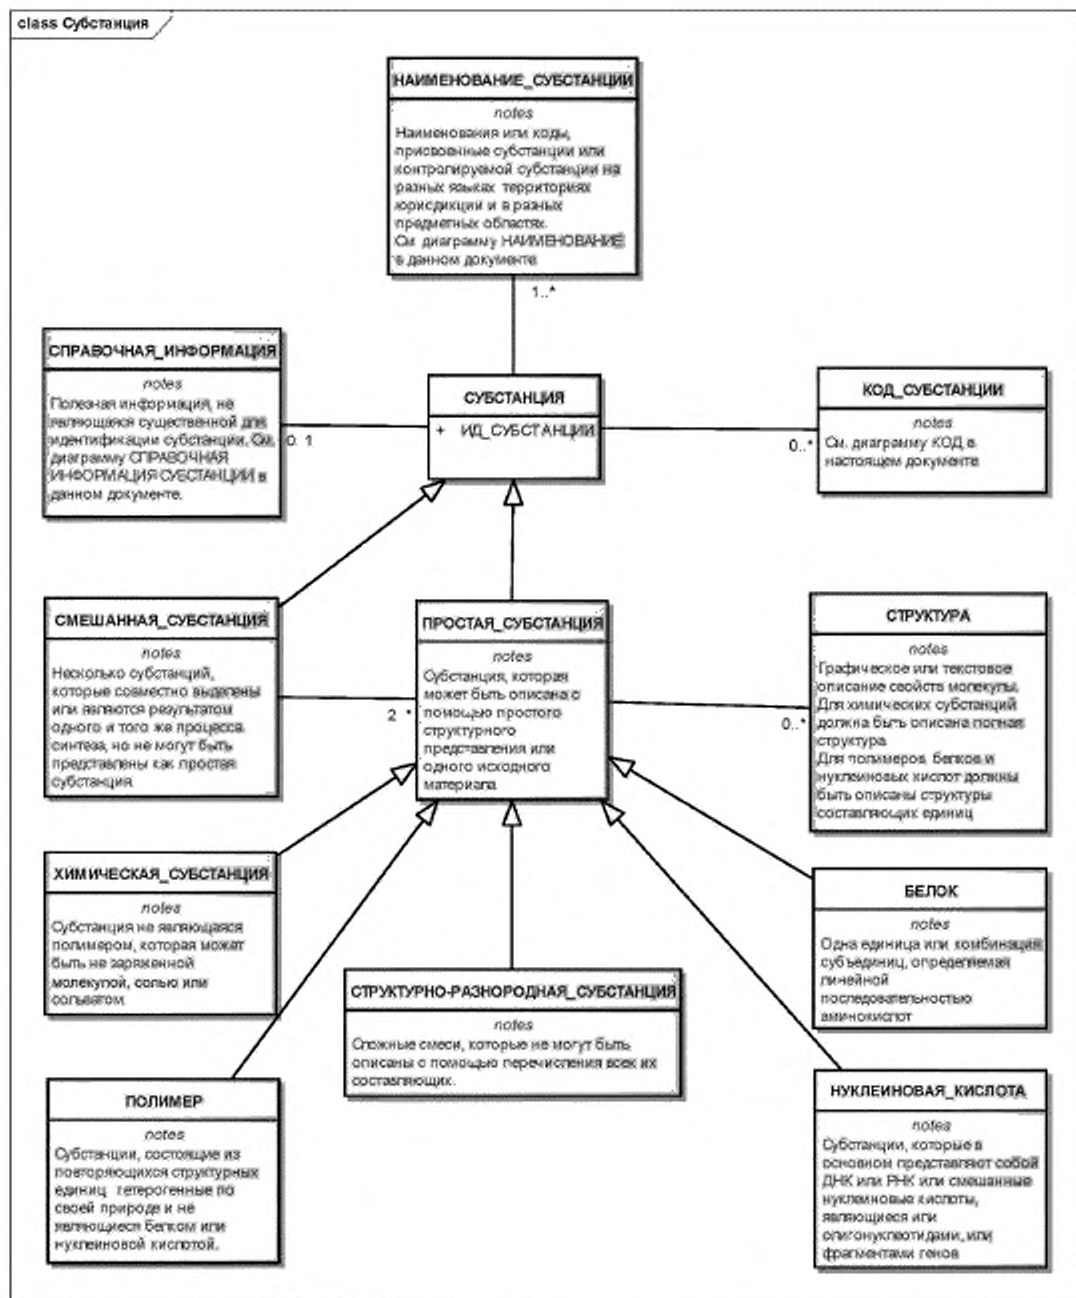 class Субстанция
НАИМЕНОВАНИЕ_СУБСТАНЦИИ
notes
Наименования или коды,
присвоенные субстанции или
контролируемой субстанции на
разных языках территориях
юрисдикции и в разных
предметных областях.
См. диаграмму НАИМЕНОВАНИЕ
в данном документе
1..*
СПРАВОЧНАЯ_ИНФОРМАЦИЯ
notes
Полезная информация, не
являющаяся существенной для
идентификации субстанции. См.
диаграмму СПРАВОЧНАЯ
ИНФОРМАЦИЯ СУБСТАНЦИИ в
данном документе.
0. 1
СУБСТАНЦИЯ
+ ИД_СУБСТАНЦИИ
0..*
КОД_СУБСТАНЦИИ
notes
См. диаграмму КОД в
настоящем документе
СМЕШАННАЯ_СУБСТАНЦИЯ
notes
Несколько субстанций,
которые совместно выделены
или являются результатом
одного и того же процесса
синтеза, но не могут быть
представлены как простая
субстанция.
2 *
ПРОСТАЯ_СУБСТАНЦИЯ
notes
Субстанция, которая
может быть описана с
помощью простого
структурного
представления или
одного исходного
материала
0..*
СТРУКТУРА
notes
Графическое или текстовое
описание свойств молекулы.
Для химических субстанций
должна быть описана полная
структура
Для полимеров, белков и
нуклеиновых кислот должны
быть описаны структуры
составляющих единиц
ХИМИЧЕСКАЯ_СУБСТАНЦИЯ
notes
Субстанция не являющаяся
полимером, которая может
быть не заряженной
молекулой, солью или
сольватом
СТРУКТУРНО-РАЗНОРОДНАЯ_СУБСТАНЦИЯ
notes
Сложные смеси, которые не могут быть
описаны с помощью перечисления всех их
составляющих.
БЕЛОК
notes
Одна единица или комбинация
субъединиц, определяемая
линейной
последовательностью
аминокислот
ПОЛИМЕР
notes
Субстанции, состоящие из
повторяющихся структурных
единиц гетерогенные по
своей природе и не
являющиеся белком или
нуклеиновой кислотой.
НУКЛЕИНОВАЯ_КИСЛОТА
notes
Субстанции, которые в
основном представляют собой
ДНК или РНК или смешанные
нуклеиновые кислоты,
являющиеся или
олигонуклеотидами, или
фрагментами генов